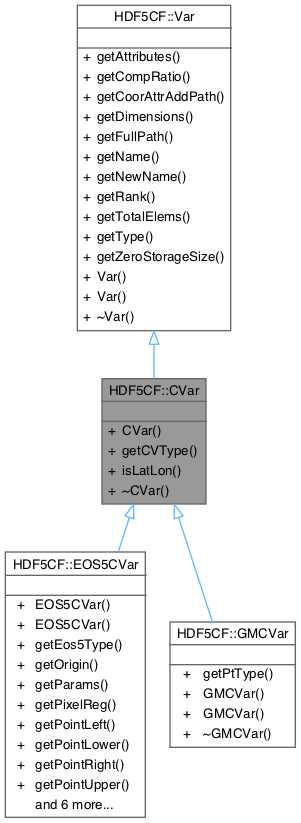 HDF5CF::Var
+ getAttributes()
+ getCompRatio()
+ getCoorAttrAddPath()
+ getDimensions()
+ getFullPath()
+ getName()
+ getNewName()
+ getRank()
+ getTotalElems()
+ getType()
+ getZeroStorageSize()
+ Var()
+ Var()
+ ~Var()
HDF5CF::CVar
+ CVar()
+ getCVType()
+ isLatLon()
+ ~CVar()
HDF5CF::EOS5CVar
+ EOS5CVar()
+ EOS5CVar()
+ getEos5Type()
+ getOrigin()
+ getParams()
+ getPixelReg()
+ getPointLeft()
+ getPointLower()
+ getPointRight()
+ getPointUpper()
and 6 more...
HDF5CF::GMCVar
+ getPtType()
+ GMCVar()
+ GMCVar()
+ ~GMCVar()